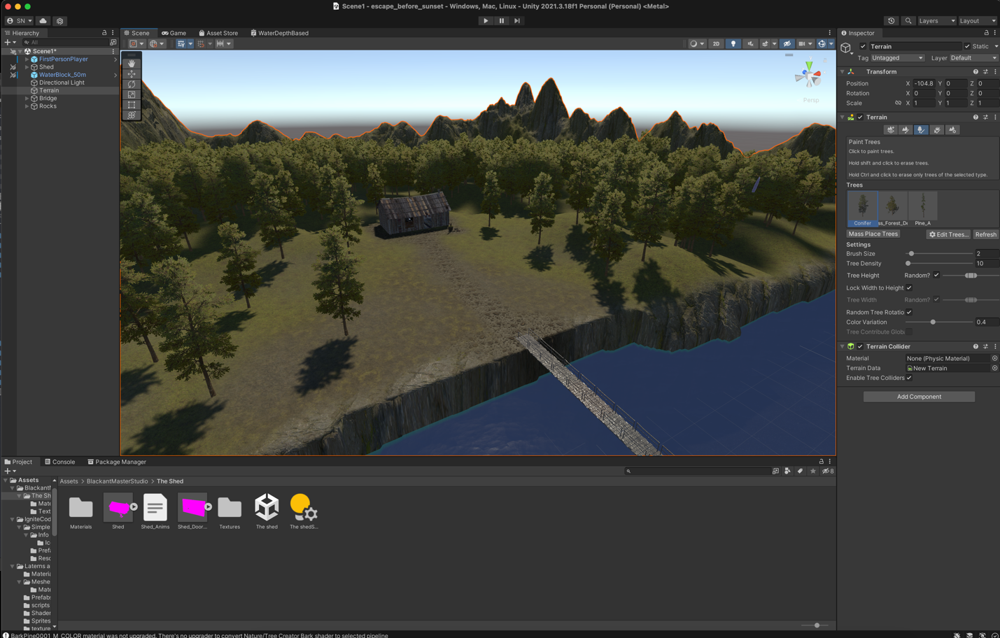 Scene1 - escape_before_sunset - Windows, Mac, Linux - Unity 2021.3.18f1 Personal (Personal) <Metal>
SN
Layers
Layout
Hierarchy
All
Scene1*
FirstPersonPlayer
Shed
WaterBlock_50m
Directional Light
Terrain
Bridge
Rocks
Scene
Game
Asset Store
WaterDepthBased
2D
Persp
Inspector
Terrain
Static
Tag Untagged
Layer Default
Transform
Position X -104.8 Y 0 Z 0
Rotation X 0 Y 0 Z 0
Scale X 1 Y 1 Z 1
Terrain
Paint Trees
Click to paint trees.
Hold shift and click to erase trees.
Hold Ctrl and click to erase only trees of the selected type.
Trees
Conifer ss_Forest_De Pine_A
Mass Place Trees Edit Trees... Refresh
Settings
Brush Size 2
Tree Density 10
Tree Height Random?
Lock Width to Height
Tree Width Random?
Random Tree Rotatio
Color Variation 0.4
Tree Contribute Globa
Terrain Collider
Material None (Physic Material)
Terrain Data New Terrain
Enable Tree Colliders
Add Component
Project
Console
Package Manager
8
Assets
Blackant
The Sh
Mate
Text
IgniteCod
Simple
Info
Ic
Prefa
Reso
Laterns a
Materia
Meshe
Mate
Prefabs
scripts
Shader
Sprites
texture
Assets > BlackantMasterStudio > The Shed
Materials Shed Shed_Anims Shed_Door... Textures The shed The shedS...
BarkPine0001_M_COLOR material was not upgraded. There's no upgrader to convert Nature/Tree Creator Bark shader to selected pipeline